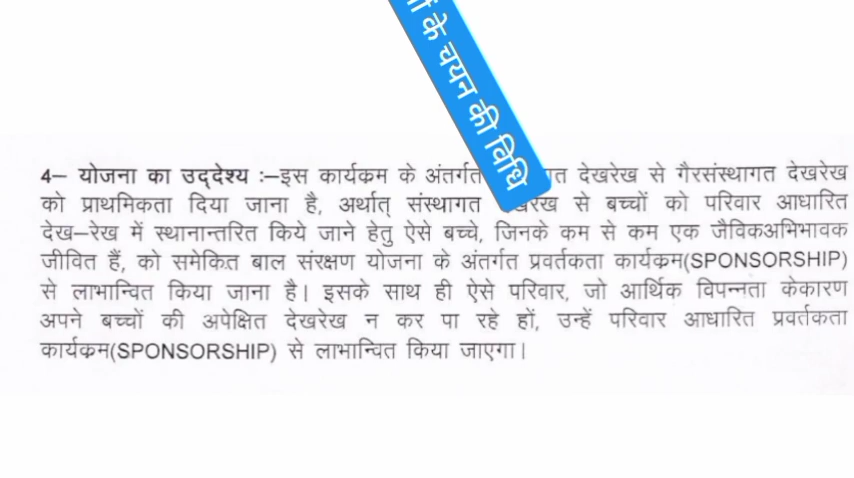 के चयन की विधि
4– योजना का उद्देश्य :–इस कार्यक्रम के अंतर्गत देखरेख से गैरसंस्थागत देखरेख
को प्राथमिकता दिया जाना है, अर्थात् संस्थागत से बच्चों को परिवार आधारित
देख–रेख में स्थानान्तरित किये जाने हेतु ऐसे बच्चे, जिनके कम से कम एक जैविकअभिभावक
जीवित हैं, को समेकित बाल संरक्षण योजना के अंतर्गत प्रवर्तकता कार्यक्रम(SPONSORSHIP)
से लाभान्वित किया जाना है। इसके साथ ही ऐसे परिवार, जो आर्थिक विपन्नता केकारण
अपने बच्चों की अपेक्षित देखरेख न कर पा रहे हों, उन्हें परिवार आधारित प्रवर्तकता
कार्यक्रम(SPONSORSHIP) से लाभान्वित किया जाएगा।